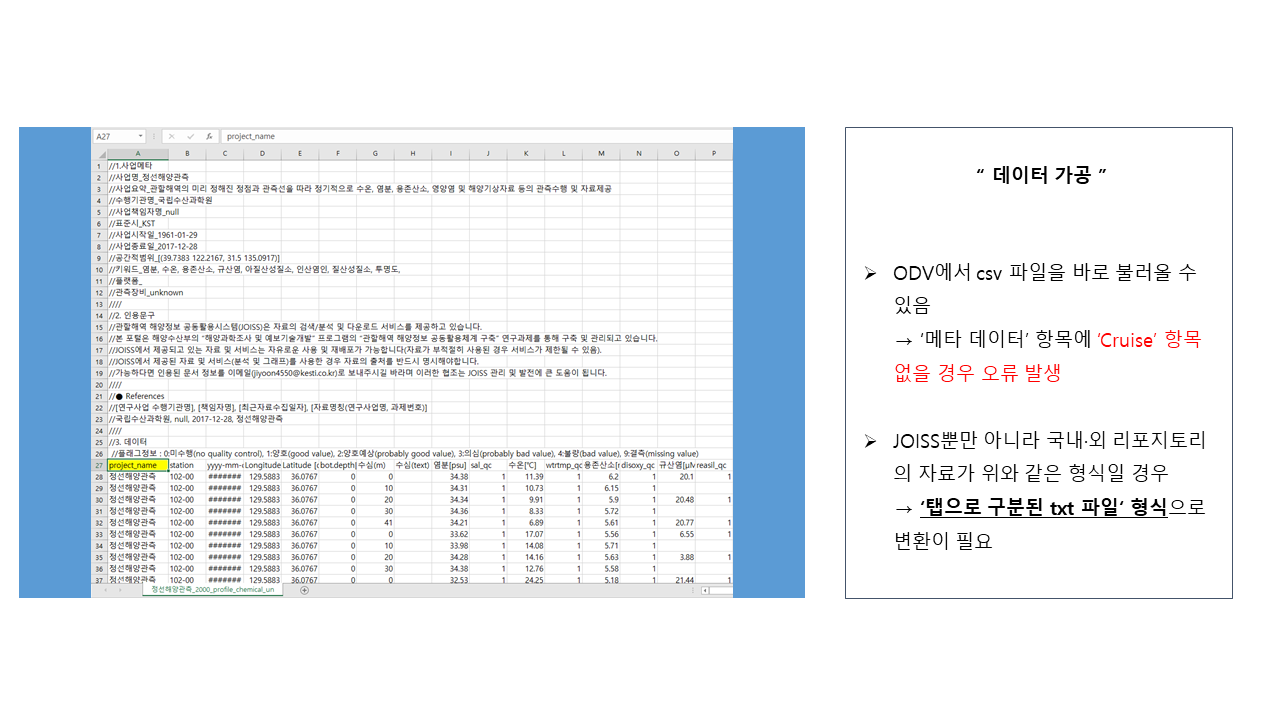 A27 fx project_name
A B C D E F G H I J K L M N O P
1 //1.사업메타
2 //사업명_정선해양관측
3 //사업요약_관할해역의 미리 정해진 정점과 관측선을 따라 정기적으로 수온, 염분, 용존산소, 영양염 및 해양기상자료 등의 관측수행 및 자료제공
4 //수행기관명_국립수산과학원
5 //사업책임자명_null
6 //표준시_KST
7 //사업시작일_1961-01-29
8 //사업종료일_2017-12-28
9 //공간적범위_[(39.7383 122.2167, 31.5 135.0917)]
10 //키워드_염분, 수온, 용존산소, 규산염, 아질산성질소, 인산염인, 질산성질소, 투명도,
11 //플랫폼_
12 //관측장비_unknown
13 ////
14 //2. 인용문구
15 //관할해역 해양정보 공동활용시스템(JOISS)은 자료의 검색/분석 및 다운로드 서비스를 제공하고 있습니다.
16 //본 포털은 해양수산부의 "해양과학조사 및 예보기술개발" 프로그램의 "관할해역 해양정보 공동활용체계 구축" 연구과제를 통해 구축 및 관리되고 있습니다.
17 //JOISS에서 제공되고 있는 자료 및 서비스는 자유로운 사용 및 재배포가 가능합니다(자료가 부적절히 사용된 경우 서비스가 제한될 수 있음).
18 //JOISS에서 제공된 자료 및 서비스(분석 및 그래프)를 사용한 경우 자료의 출처를 반드시 명시해야합니다.
19 //가능하다면 인용된 문서 정보를 이메일(jiyoon4550@kesti.co.kr)로 보내주시길 바라며 이러한 협조는 JOISS 관리 및 발전에 큰 도움이 됩니다.
20 ////
21 //● References
22 //[연구사업 수행기관명], [책임자명], [최근자료수집일자], [자료명칭(연구사업명, 과제번호)]
23 //국립수산과학원, null, 2017-12-28, 정선해양관측
24 ////
25 //3. 데이터
26 //플래그정보 : 0:미수행(no quality control), 1:양호(good value), 2:양호예상(probably good value), 3:의심(probably bad value), 4:불량(bad value), 9:결측(missing value)
27 project_name station yyyy-mm-c Longitude Latitude [d bot.depth[ 수심(m) 수심(text) 염분[psu] sal_qc 수온[℃] wtrtmp_qc 용존산소[r disoxy_qc 규산염[μM reasil_qc
28 정선해양관측 102-00 ####### 129.5883 36.0767 0 0 34.38 1 11.39 1 6.2 1 20.1 1
29 정선해양관측 102-00 ####### 129.5883 36.0767 0 10 34.31 1 10.73 1 6.15 1
30 정선해양관측 102-00 ####### 129.5883 36.0767 0 20 34.34 1 9.91 1 5.9 1 20.48 1
31 정선해양관측 102-00 ####### 129.5883 36.0767 0 30 34.36 1 8.33 1 5.72 1
32 정선해양관측 102-00 ####### 129.5883 36.0767 0 41 34.21 1 6.89 1 5.61 1 20.77 1
33 정선해양관측 102-00 ####### 129.5883 36.0767 0 0 33.62 1 17.07 1 5.56 1 6.55 1
34 정선해양관측 102-00 ####### 129.5883 36.0767 0 10 33.98 1 14.08 1 5.71 1
35 정선해양관측 102-00 ####### 129.5883 36.0767 0 20 34.28 1 14.16 1 5.63 1 3.88 1
36 정선해양관측 102-00 ####### 129.5883 36.0767 0 30 34.38 1 12.76 1 5.58 1
37 정선해양관측 102-00 ####### 129.5883 36.0767 0 0 32.53 1 24.25 1 5.18 1 21.44 1
정선해양관측_2000_profile_chemical_un
“ 데이터 가공 ”
➢ ODV에서 csv 파일을 바로 불러올 수
있음
→ ‘메타 데이터’ 항목에 ‘Cruise’ 항목
없을 경우 오류 발생
➢ JOISS뿐만 아니라 국내·외 리포지토리
의 자료가 위와 같은 형식일 경우
→ ‘탭으로 구분된 txt 파일‘ 형식으로
변환이 필요